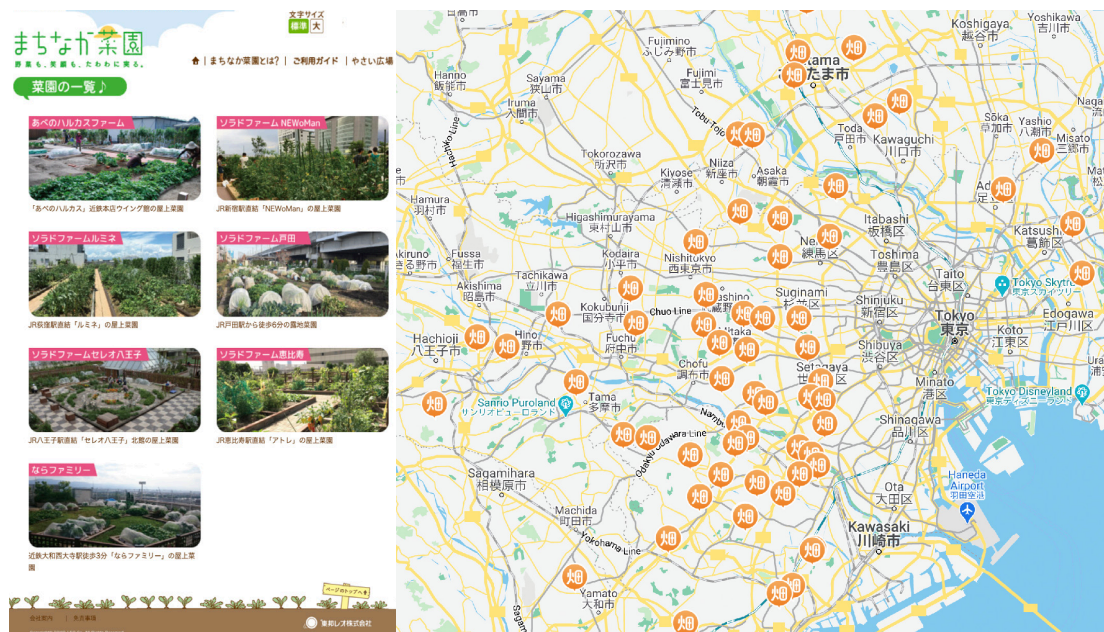 文字サイズ
標準 大
まちなか菜園
野菜も、笑顔も、たわわに実る。
まちなか菜園とは? | ご利用ガイド | やさい広場
菜園の一覧♪
あべのハルカスファーム
「あべのハルカス」近鉄本店ウイング館の屋上菜園
ソラドファーム NEWoMan
JR新宿駅直結「NEWoMan」の屋上菜園
ソラドファームルミネ
JR荻窪駅直結「ルミネ」の屋上菜園
ソラドファーム戸田
JR戸田駅から徒歩6分の露地菜園
ソラドファームセレオ八王子
JR八王子駅直結「セレオ八王子」北館の屋上菜園
ソラドファーム恵比寿
JR恵比寿駅直結「アトレ」の屋上菜園
ならファミリー
近鉄大和西大寺駅徒歩3分「ならファミリー」の屋上菜
園
ページのトップへ
会社案内
東邦レオ株式会社
日高市
Koshigaya
越谷市
Yoshikawa
吉川市
Fujimino
ふじみ野市
Hanno
飯能市
Sayama
狭山市
Fujimi
富士見市
たま市
Iruma
入間市
Hachiko Line
Tobu Tojo
Toda
戸田市
Kawaguchi
川口市
Sōka
草加市
Yashio
八潮市
Misato
三郷市
Tokorozawa
所沢市
Niiza
新座市
Kiyose
清瀬市
Asaka
朝霞市
Hamura
羽村市
Higashimurayama
東村山市
Itabashi
板橋区
Katsush
葛飾区
Fussa
福生市
Kodaira
小平市
Nishitokyo
西東京市
練馬区
Toshima
豊島区
Akishima
昭島市
Tachikawa
立川市
Taito
台東区
Tokyo Skytr
東京スカイツリー
Kokubunji
国分寺市
Chuo Line
Suginami
杉並区
Shinjuku
新宿区
Tokyo
東京
Edogawa
江戸川区
Koto
江東区
Hachioji
八王子市
Hino
Fuchu
府中市
Mitaka
Shibuya
渋谷区
Chofu
調布市
Setagaya
Minato
港区
Tokyo Disneyland
東京ディズニーランド
Sanrio Puroland
サンリオピューロランド
Tama
多摩市
Odakyu Odawara Line
Shinagawa
品川区
Sagamihara
相模原市
Haneda
Airport
羽田空港
Ota
大田区
Machida
町田市
Kawasaki
川崎市
Yokohama Line
Yamato
大和市
畑